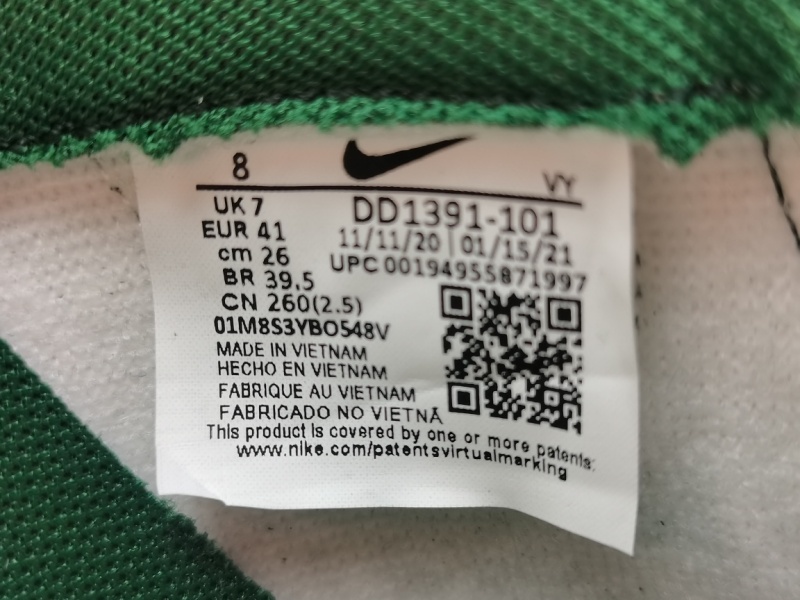 8
VY
UK 7
EUR 41
cm 26
BR 39.5
CN 260(2.5)
01M8S3YBO548V
DD1391-101
11/11/20 | 01/15/21
UPC 00194955871997
MADE IN VIETNAM
HECHO EN VIETNAM
FABRIQUE AU VIETNAM
FABRICADO NO VIETNÃ
This product is covered by one or more patents:
www.nike.com/patentsvirtualmarking